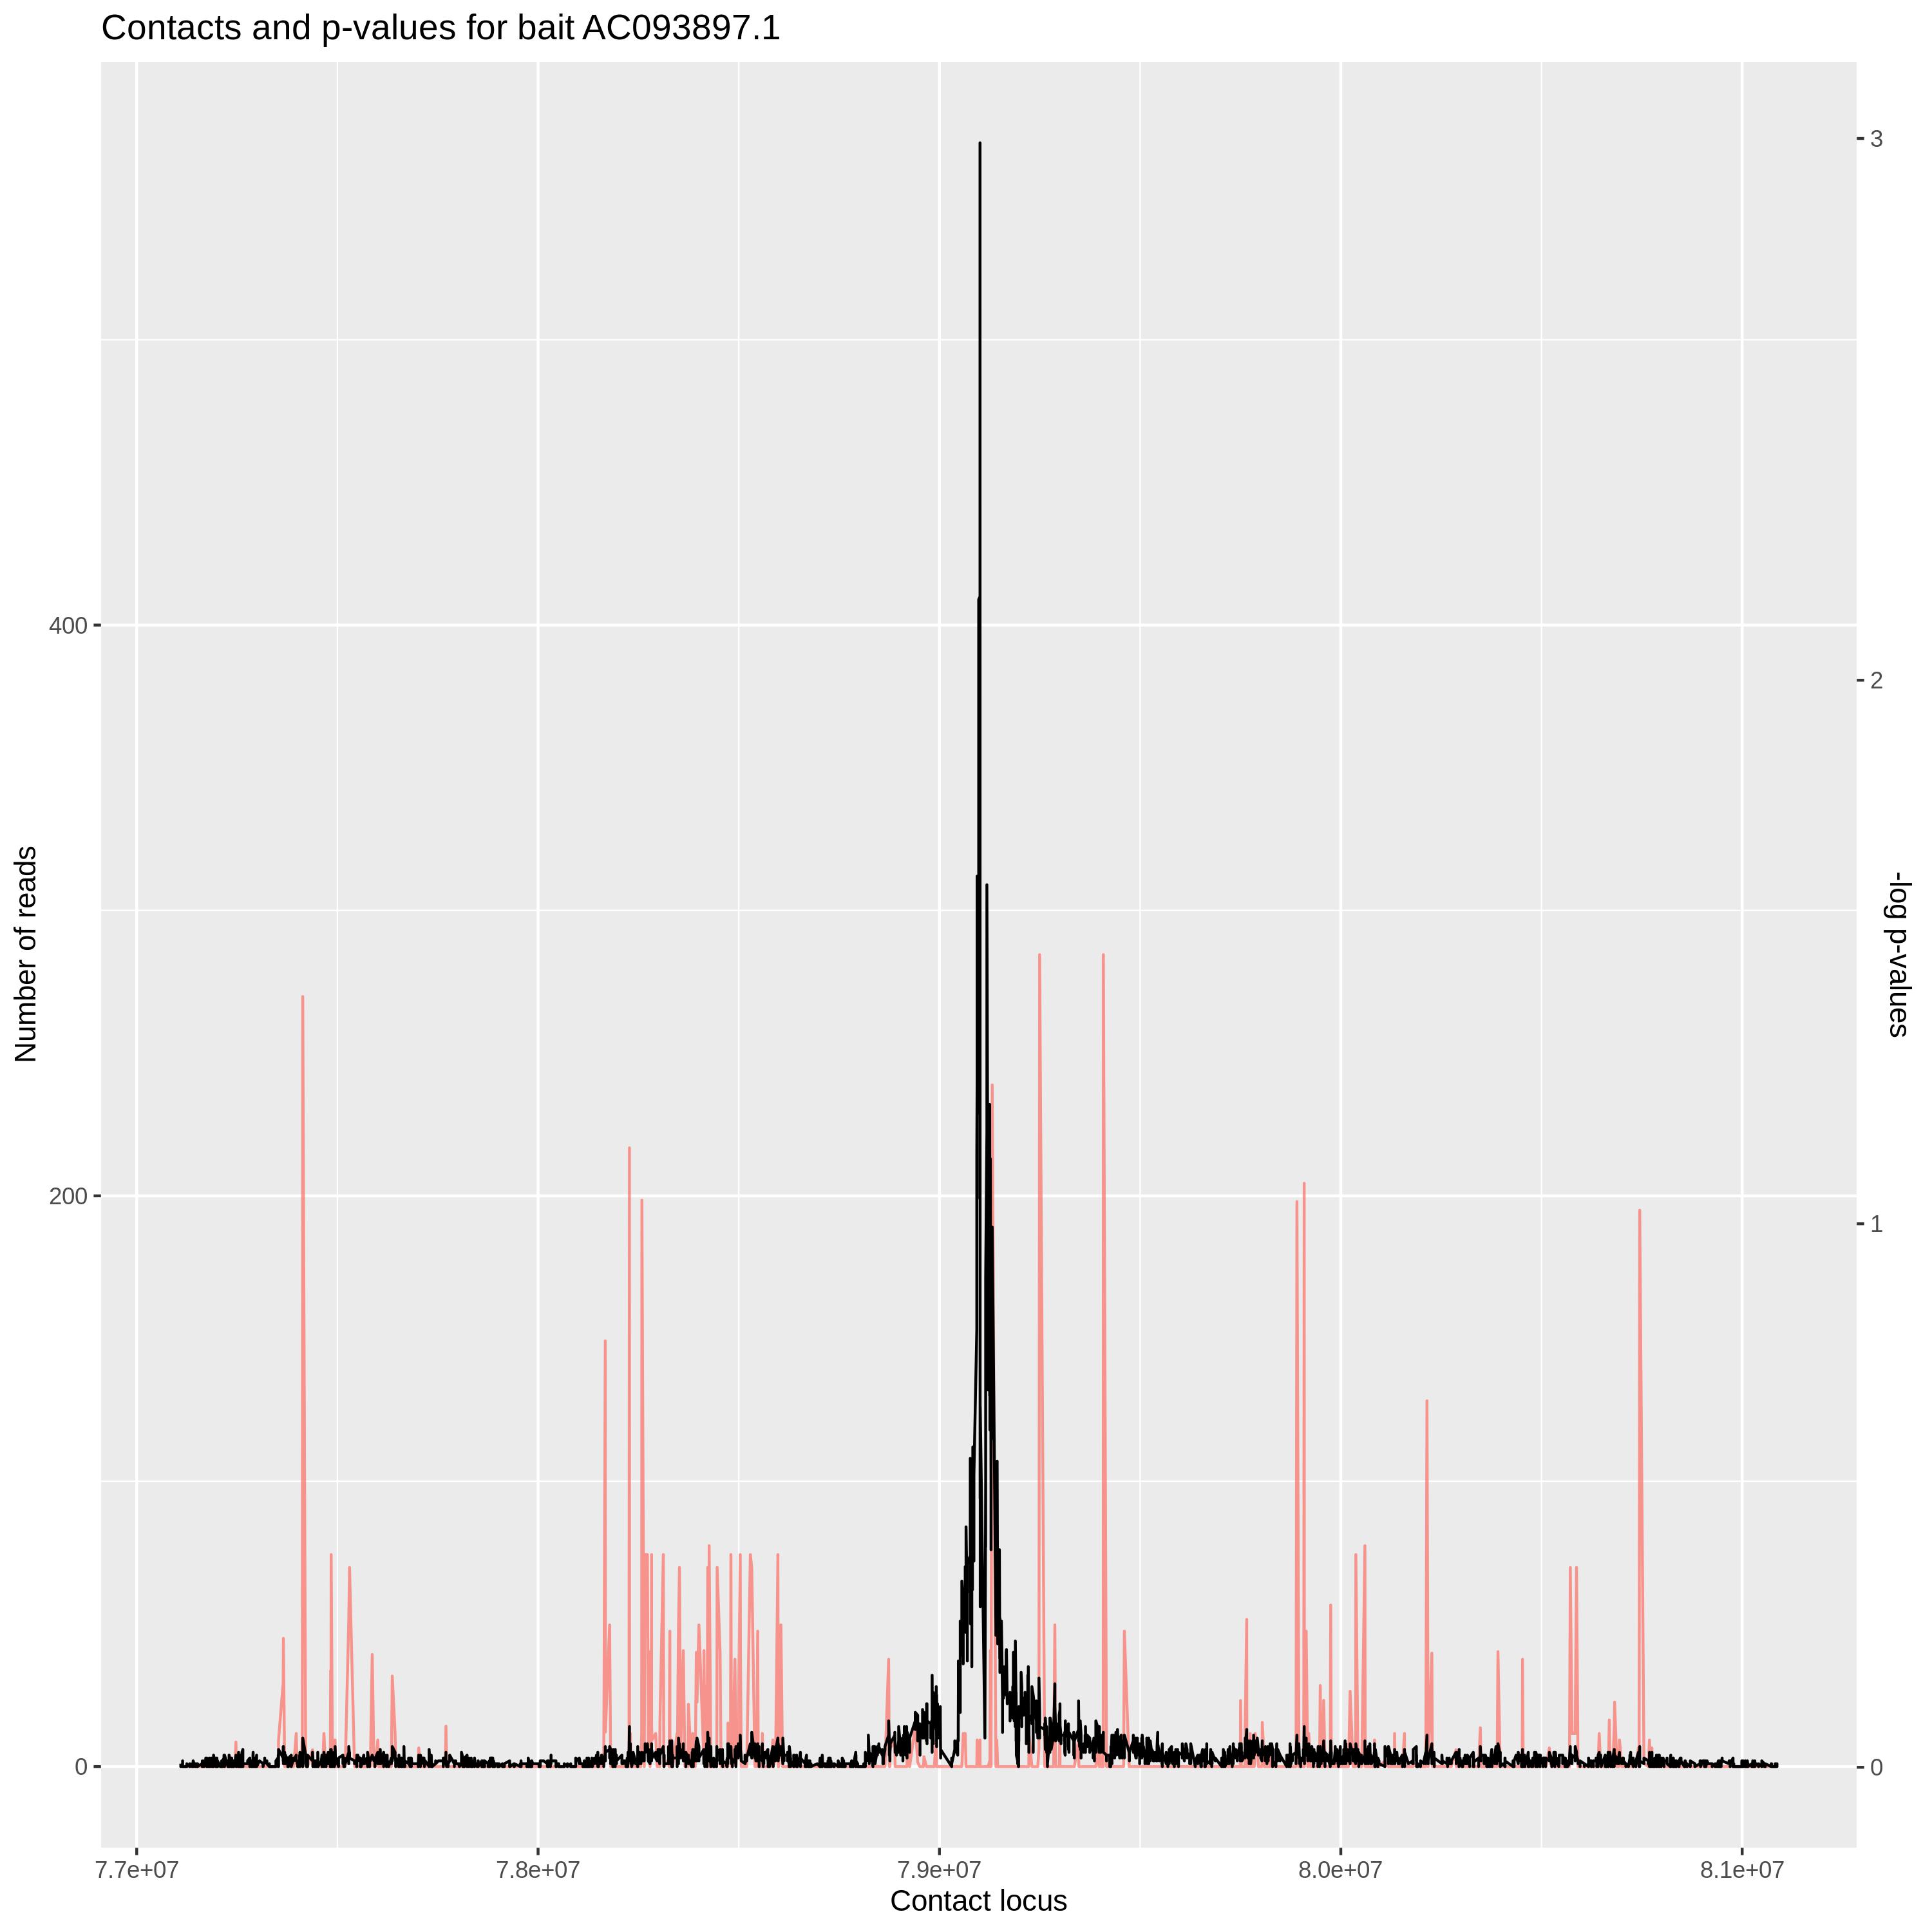 Contacts and p-values for bait AC093897.1
3
400
2
Number of reads
-log p-values
200
1
0
0
7.7e+07
7.8e+07
7.9e+07
8.0e+07
8.1e+07
Contact locus